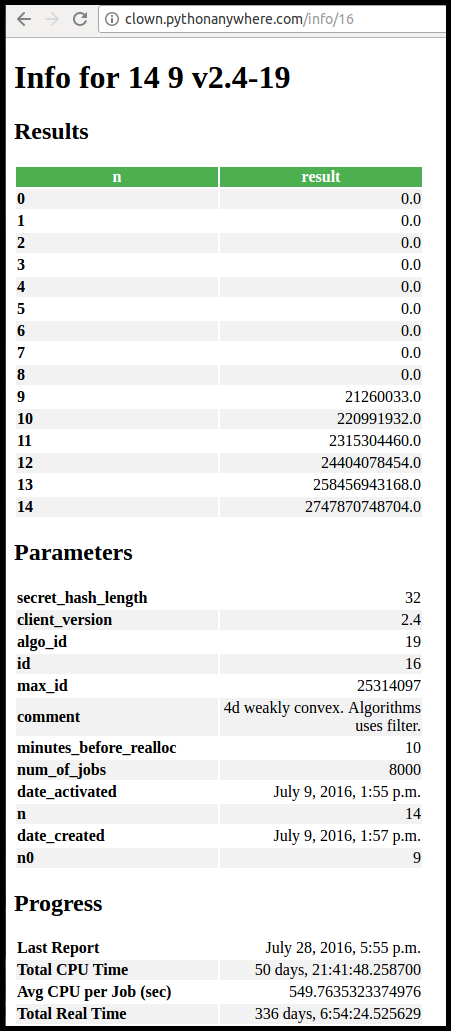 clown.pythonanywhere.com/info/16
Info for 14 9 v2.4-19
Results
n result
0 0.0
1 0.0
2 0.0
3 0.0
4 0.0
5 0.0
6 0.0
7 0.0
8 0.0
9 21260033.0
10 220991932.0
11 2315304460.0
12 24404078454.0
13 258456943168.0
14 2747870748704.0
Parameters
secret_hash_length 32
client_version 2.4
algo_id 19
id 16
max_id 25314097
comment 4d weakly convex. Algorithms
uses filter.
minutes_before_realloc 10
num_of_jobs 8000
date_activated July 9, 2016, 1:55 p.m.
n 14
date_created July 9, 2016, 1:57 p.m.
n0 9
Progress
Last Report July 28, 2016, 5:55 p.m.
Total CPU Time 50 days, 21:41:48.258700
Avg CPU per Job (sec) 549.7635323374976
Total Real Time 336 days, 6:54:24.525629